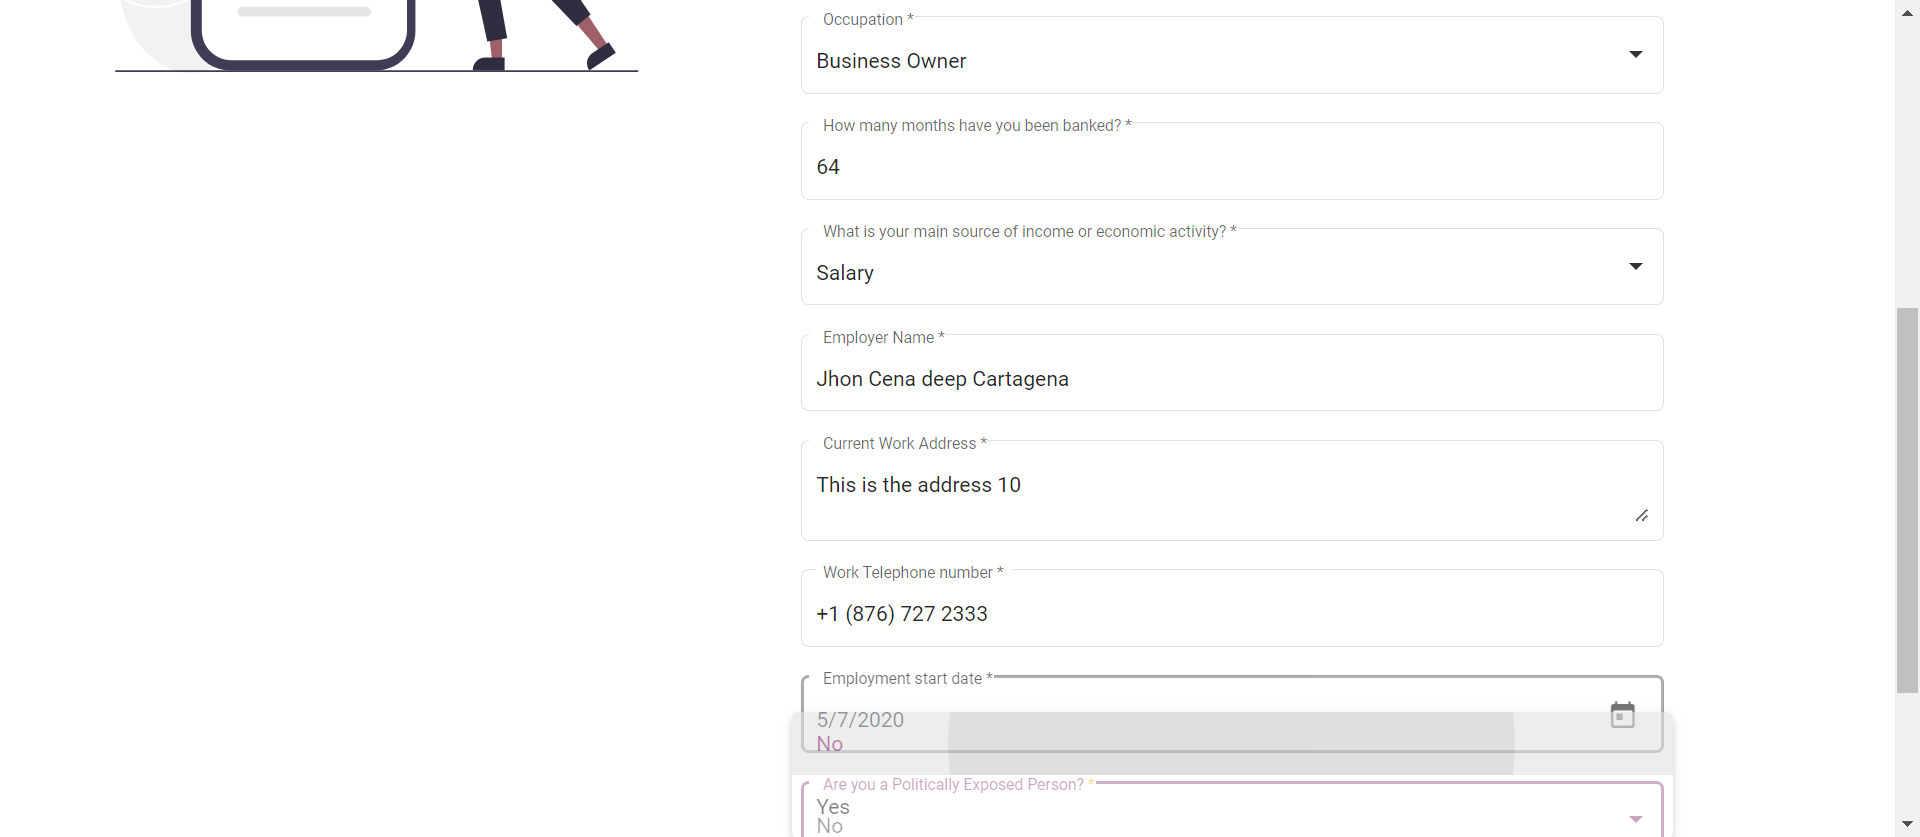 Occupation *
Business Owner
How many months have you been banked? *
64
What is your main source of income or economic activity? *
Salary
Employer Name *
Jhon Cena deep Cartagena
Current Work Address *
This is the address 10
Work Telephone number *
+1 (876) 727 2333
Employment start date *
5/7/2020
No
Are you a Politically Exposed Person? *
Yes
No